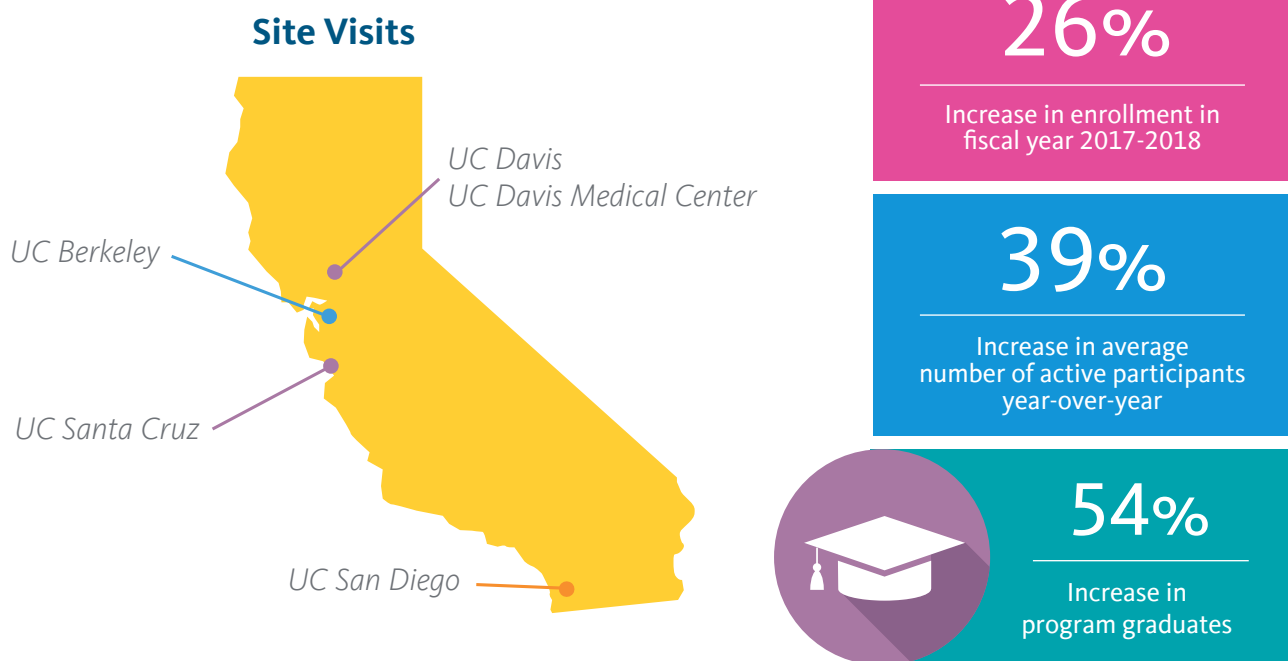 Site Visits
UC Davis
UC Davis Medical Center
UC Berkeley
UC Santa Cruz
UC San Diego
26%
Increase in enrollment in
fiscal year 2017-2018
39%
Increase in average
number of active participants
year-over-year
54%
Increase in
program graduates